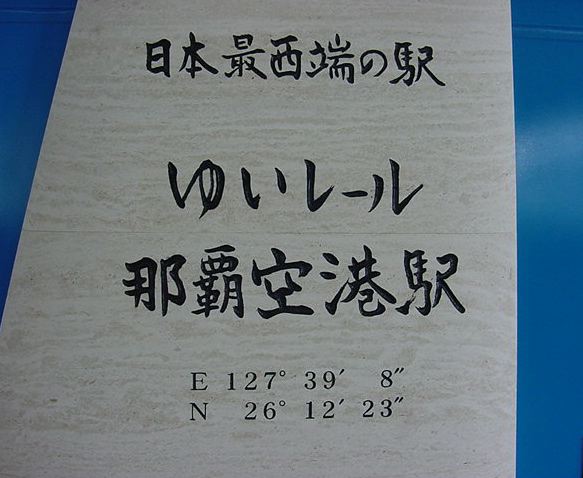 日本最西端の駅
ゆいレール
那覇空港駅
E 127° 39′ 8″
N 26° 12′ 23″